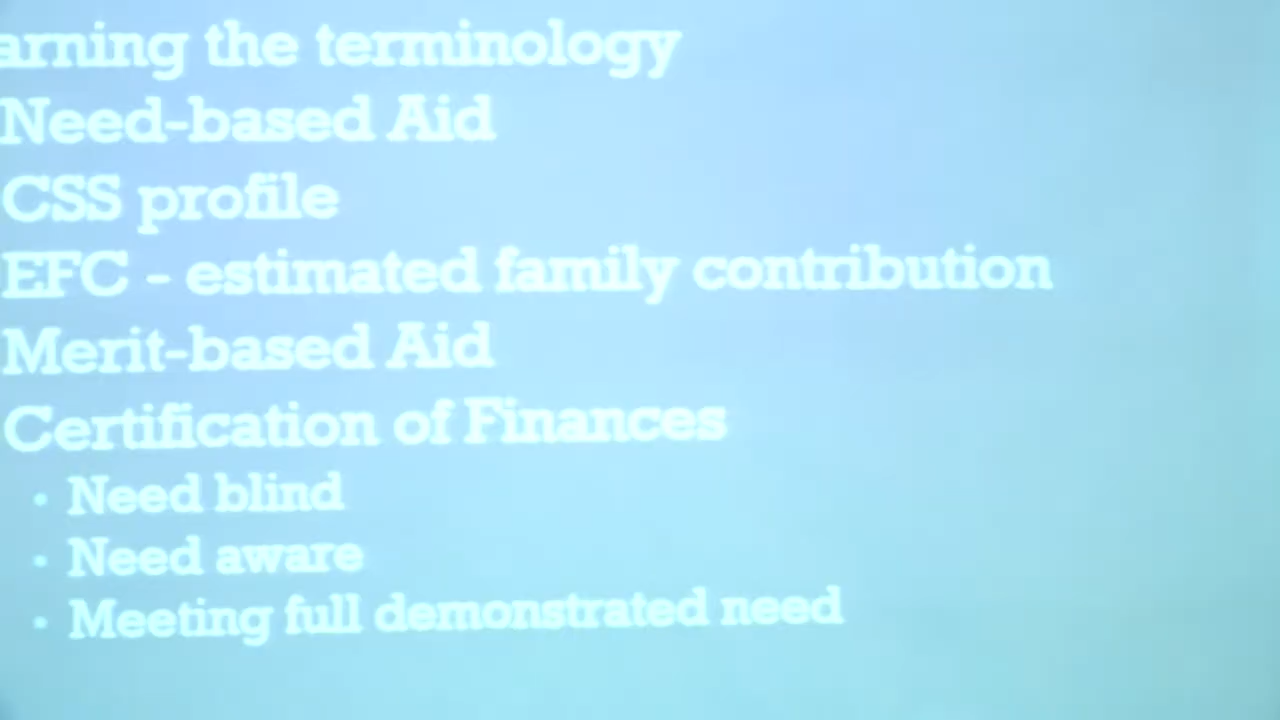 arning the terminology
Need-based Aid
CSS profile
EFC - estimated family contribution
Merit-based Aid
Certification of Finances
• Need blind
• Need aware
• Meeting full demonstrated need